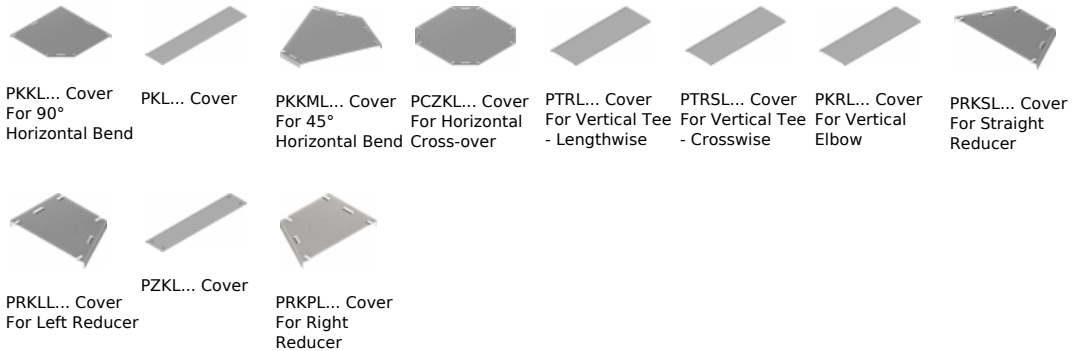 PKKL... Cover
For 90°
Horizontal Bend
PKL... Cover
PKKML... Cover
For 45°
Horizontal Bend
PCZKL... Cover
For Horizontal
Cross-over
PTRL... Cover
For Vertical Tee
- Lengthwise
PTRSL... Cover
For Vertical Tee
- Crosswise
PKRL... Cover
For Vertical
Elbow
PRKSL... Cover
For Straight
Reducer
PRKLL... Cover
For Left Reducer
PZKL... Cover
PRKPL... Cover
For Right
Reducer